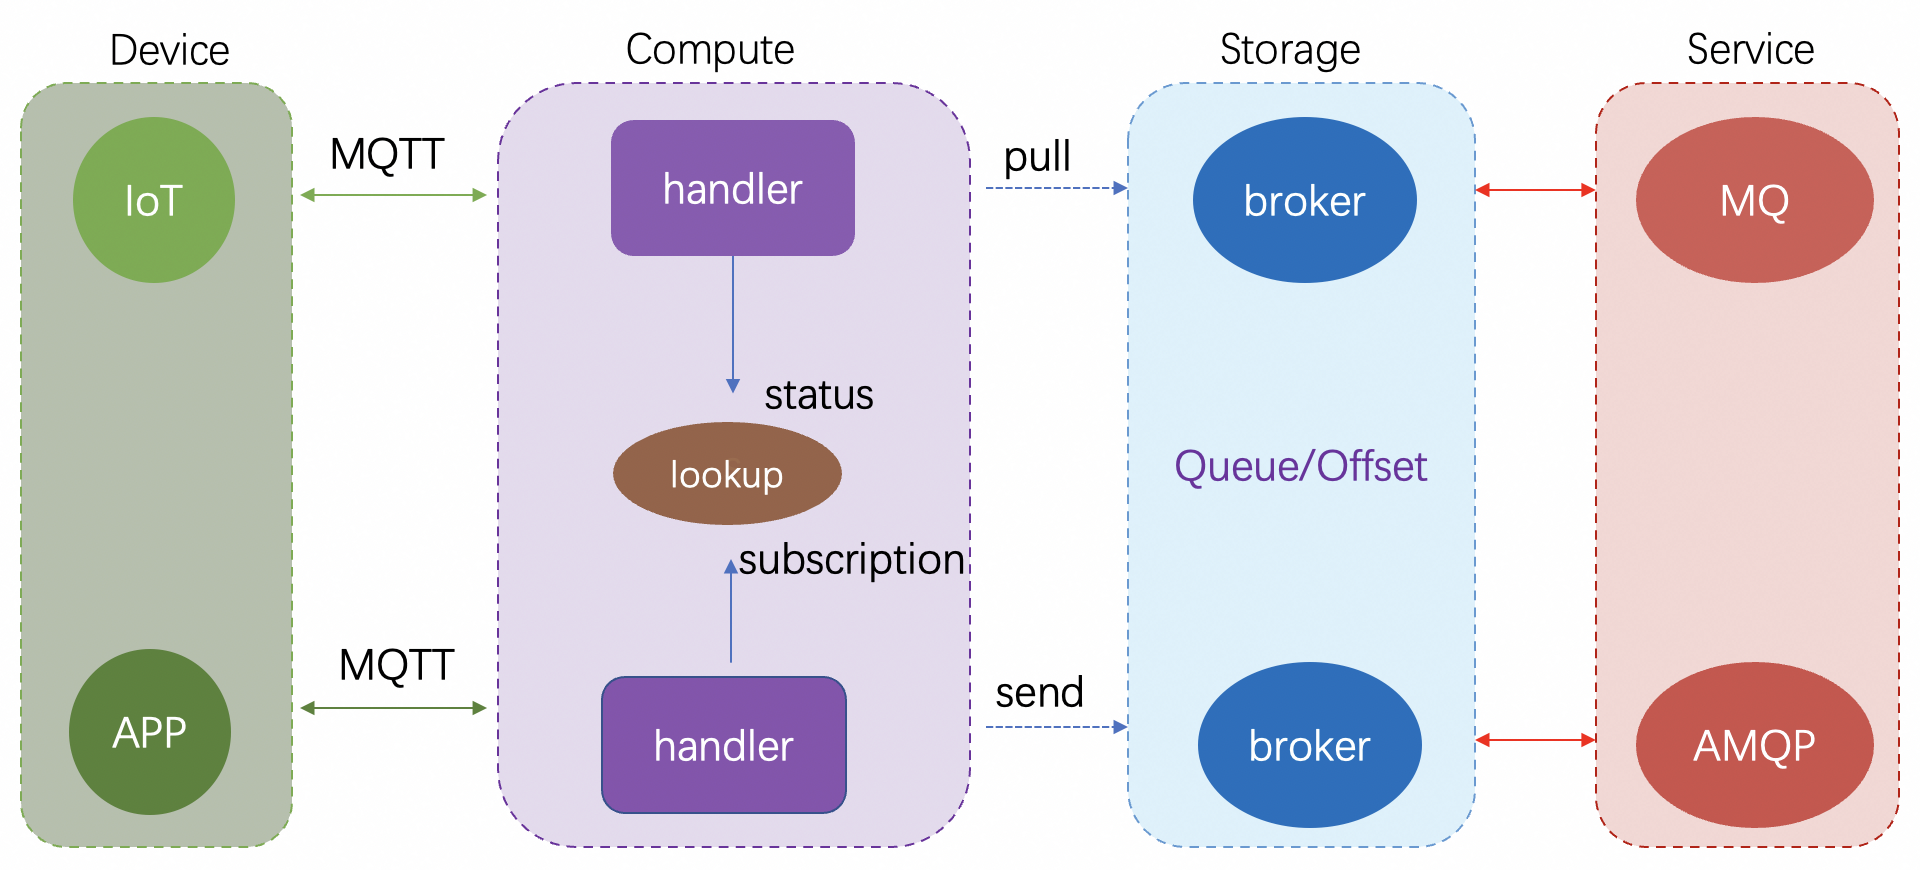 Device
Compute
Storage
Service
IoT
MQTT
handler
pull
broker
MQ
status
lookup
Queue/Offset
subscription
APP
MQTT
handler
send
broker
AMQP